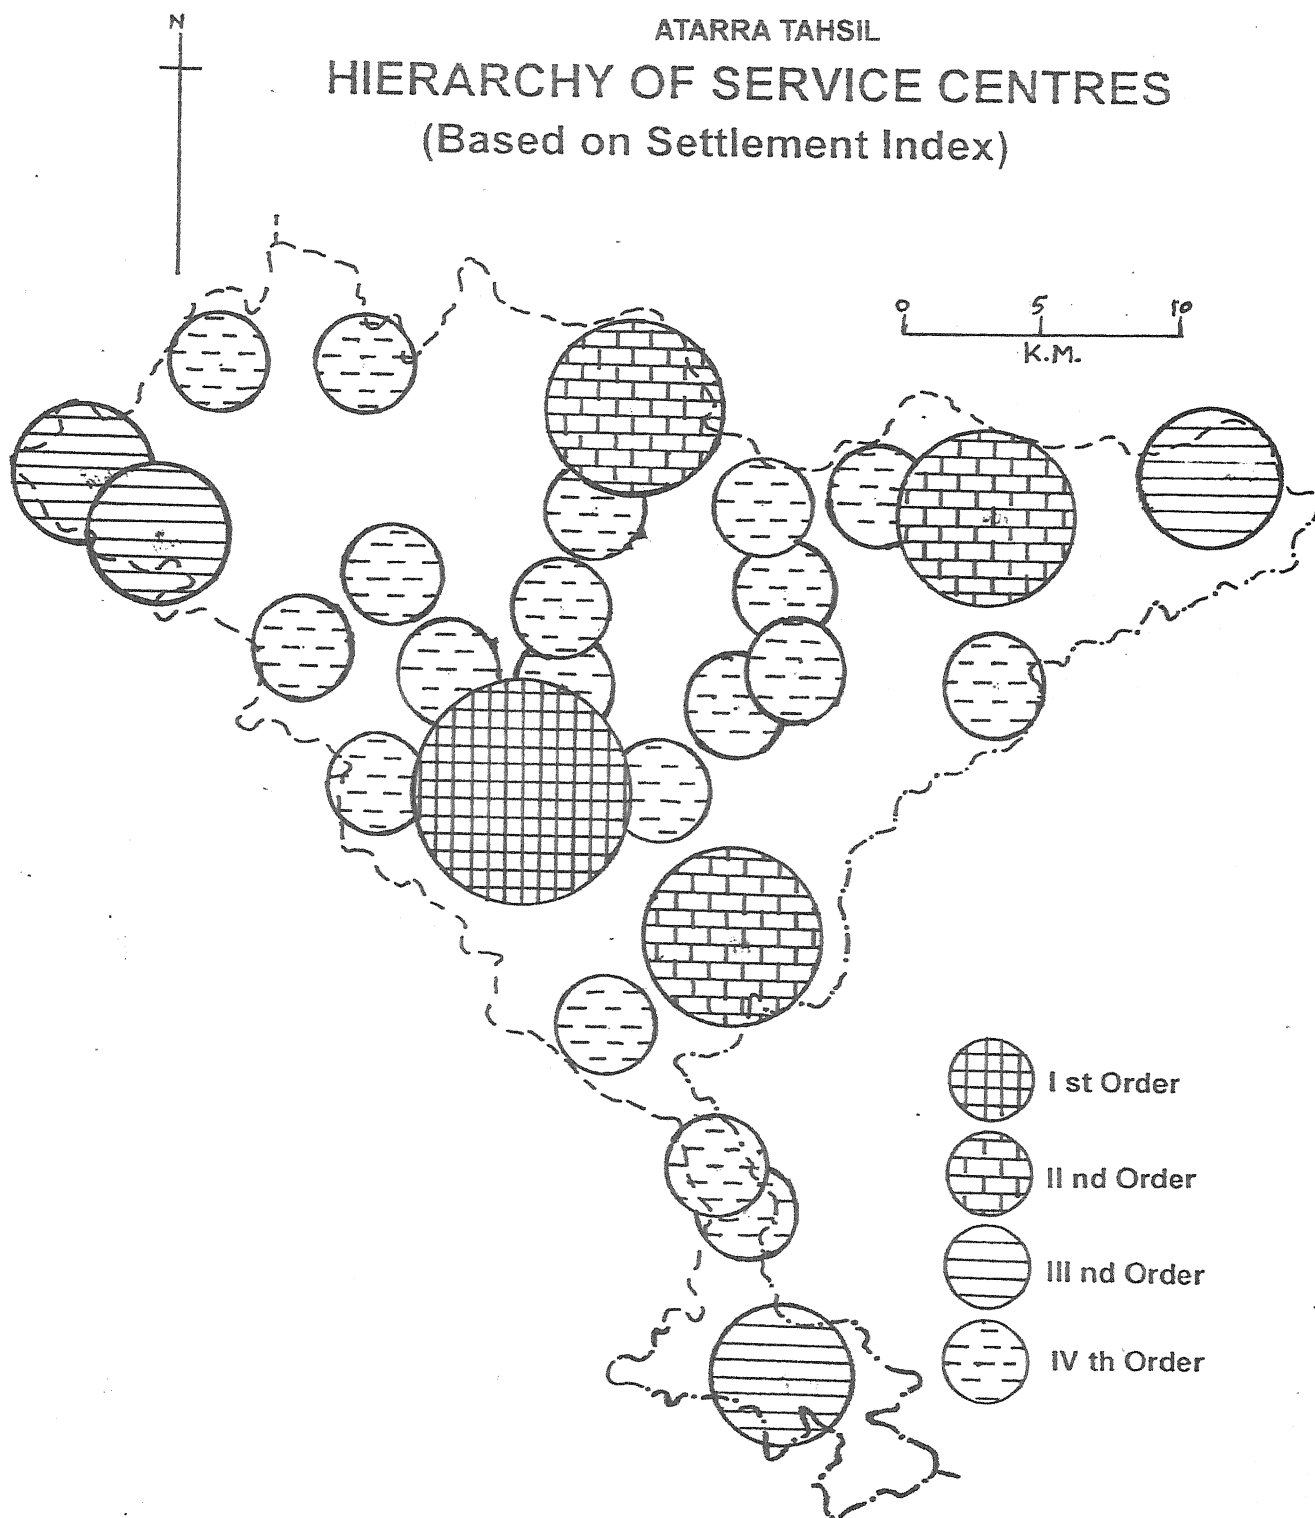 N
ATARRA TAHSIL
HIERARCHY OF SERVICE CENTRES
(Based on Settlement Index)
0 5 10
K.M.
I st Order
II nd Order
III nd Order
IV th Order